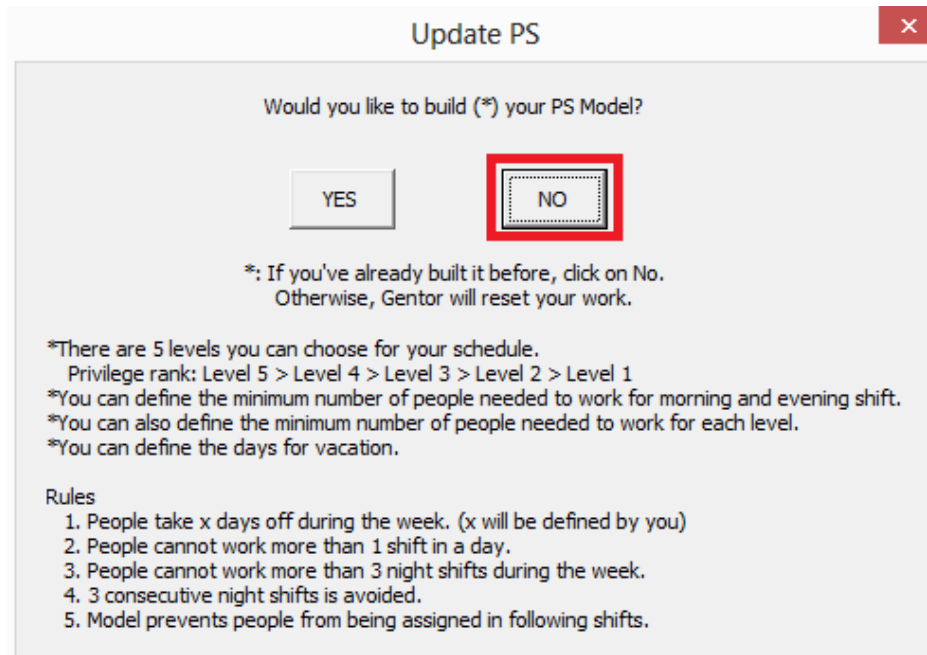 Update PS
Would you like to build (*) your PS Model?
YES NO
*: If you've already built it before, click on No.
Otherwise, Gentor will reset your work.
*There are 5 levels you can choose for your schedule.
Privilege rank: Level 5 > Level 4 > Level 3 > Level 2 > Level 1
*You can define the minimum number of people needed to work for morning and evening shift.
*You can also define the minimum number of people needed to work for each level.
*You can define the days for vacation.
Rules
1. People take x days off during the week. (x will be defined by you)
2. People cannot work more than 1 shift in a day.
3. People cannot work more than 3 night shifts during the week.
4. 3 consecutive night shifts is avoided.
5. Model prevents people from being assigned in following shifts.